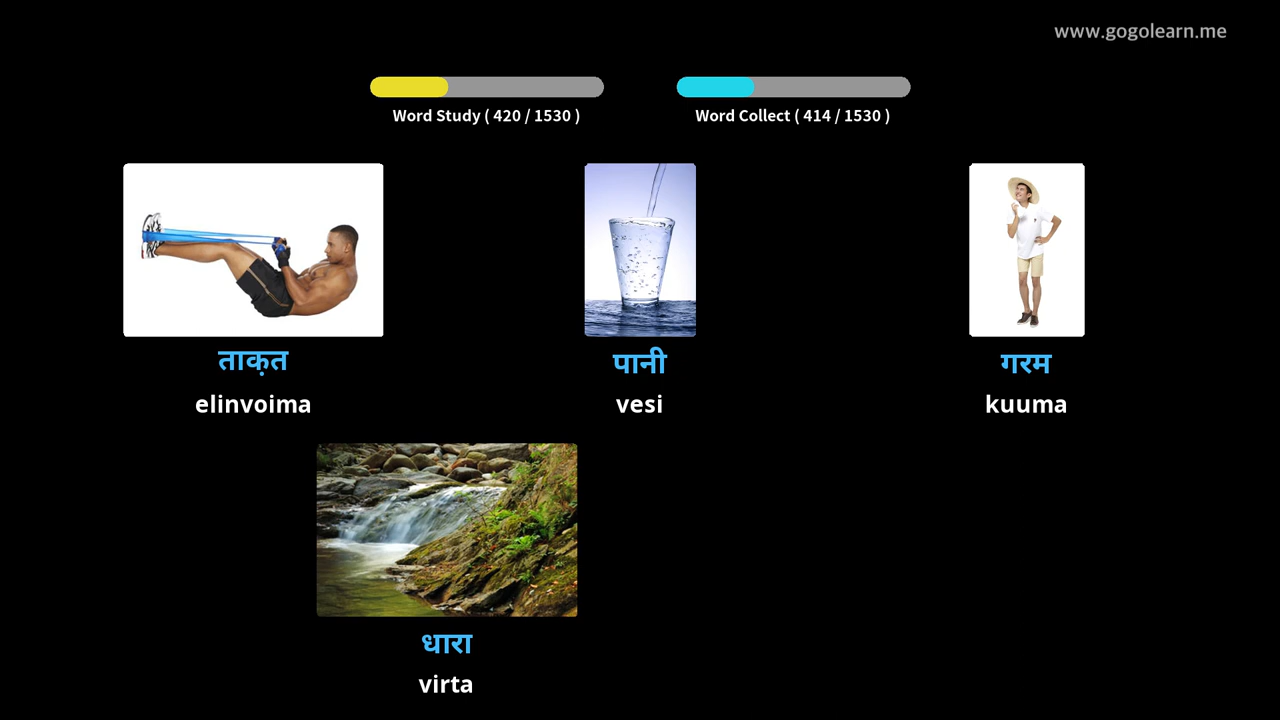 www.gogolearn.me
Word Study ( 420 / 1530 )
Word Collect ( 414 / 1530 )
ताक़त
पानी
गरम
elinvoima
vesi
kuuma
धारा
virta